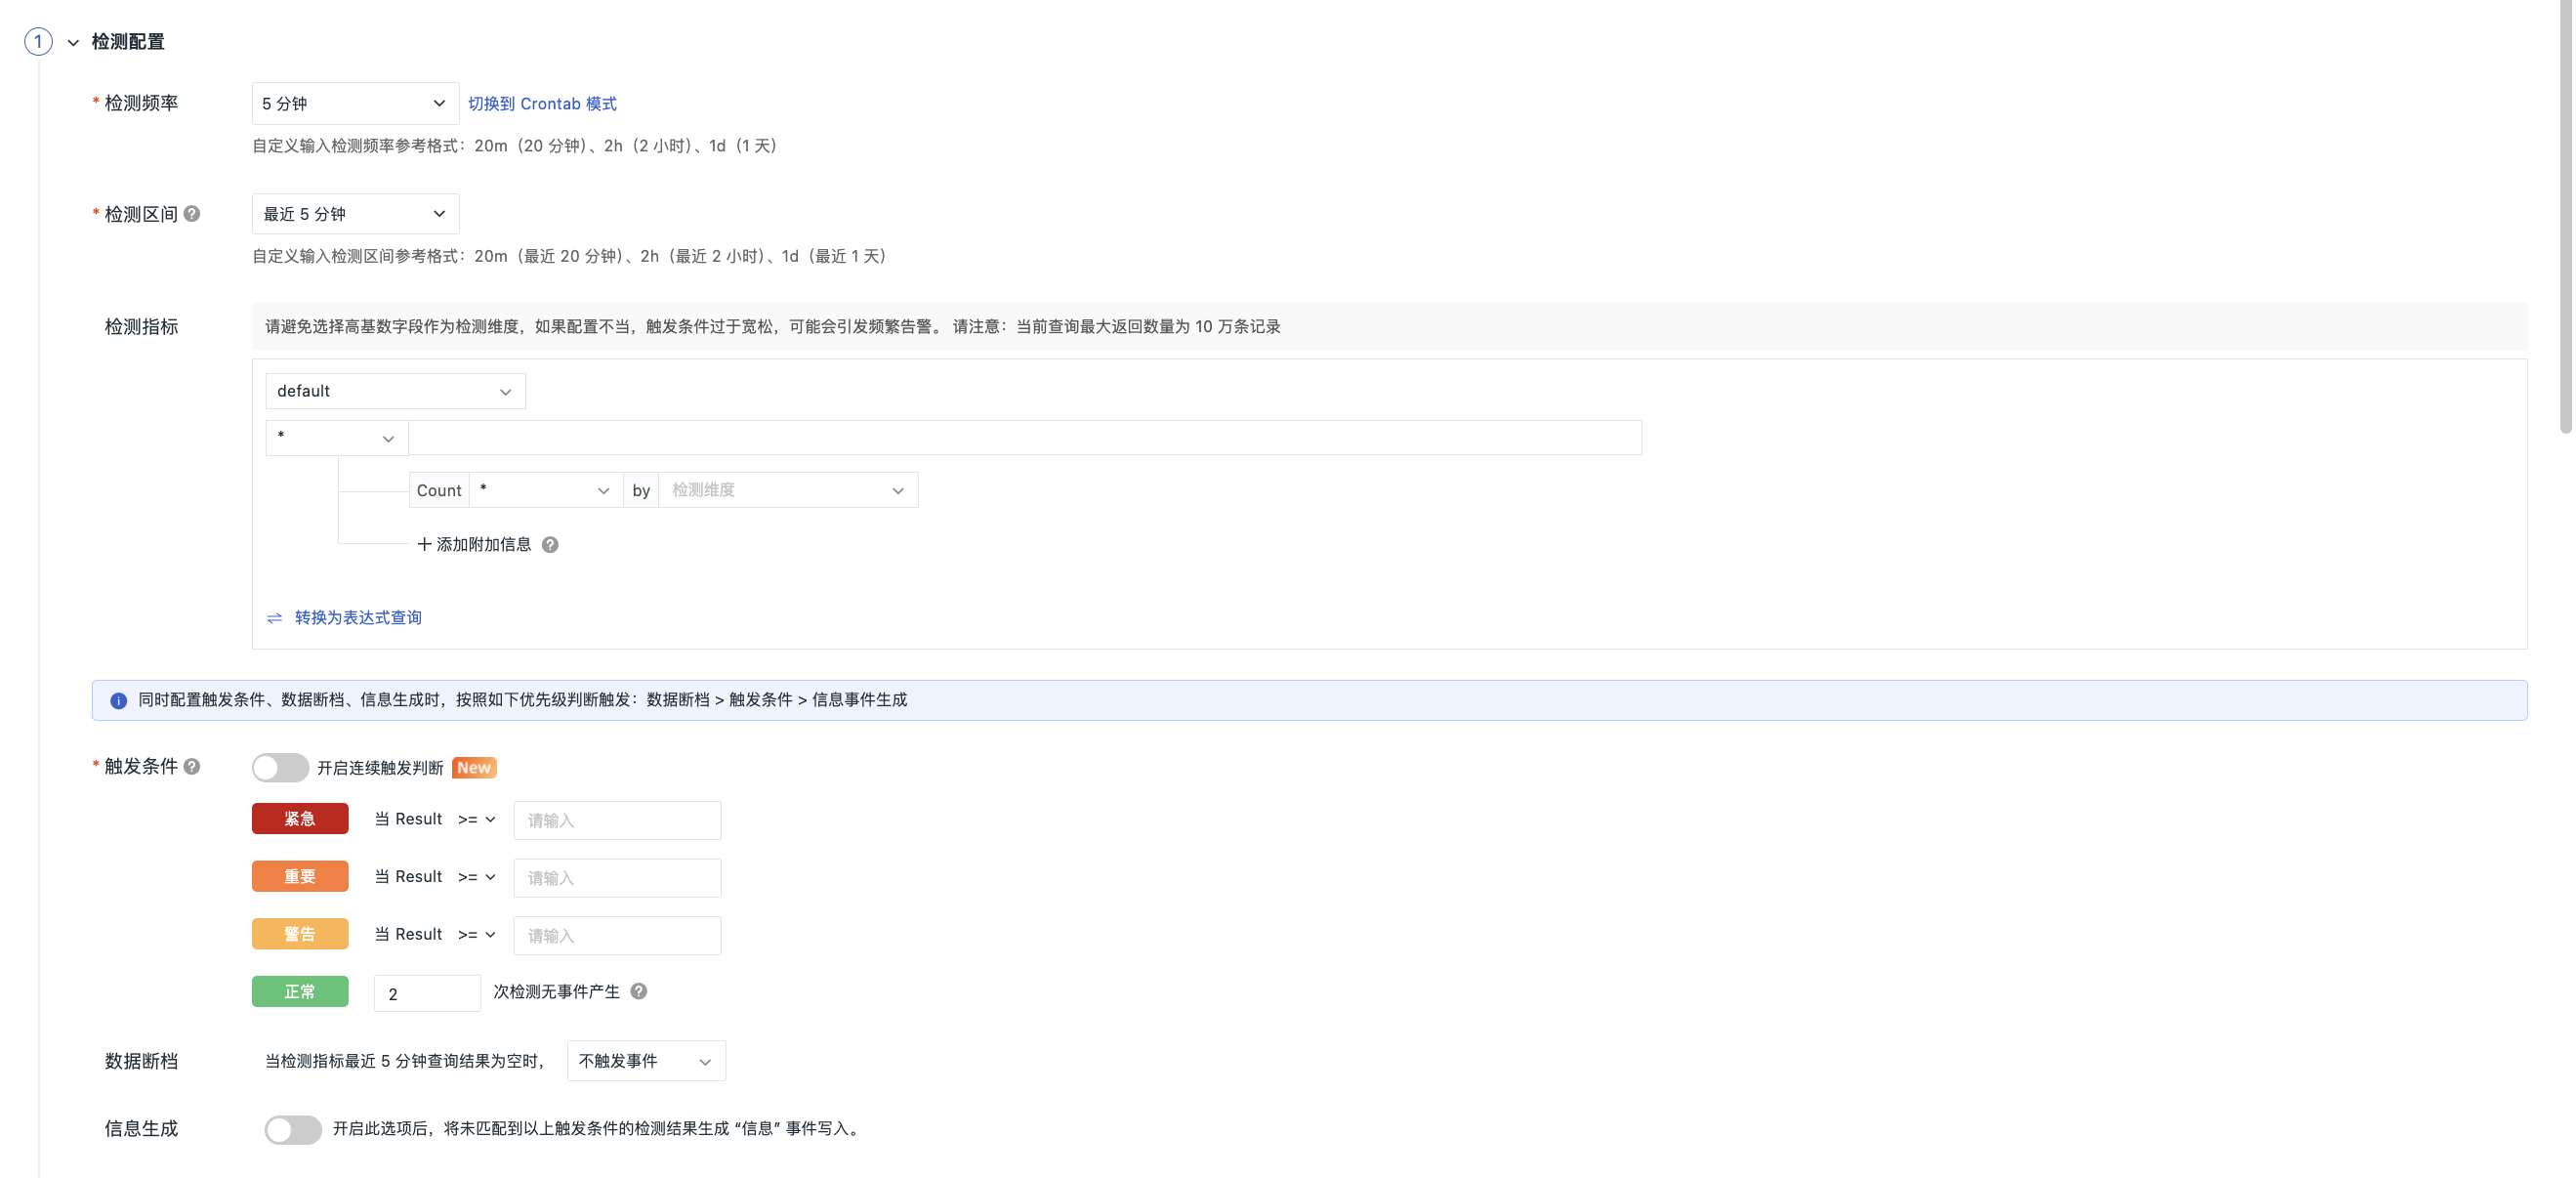 1 检测配置
* 检测频率 5 分钟 切换到 Crontab 模式
自定义输入检测频率参考格式：20m（20 分钟）、2h（2 小时）、1d（1 天）
* 检测区间 ? 最近 5 分钟
自定义输入检测区间参考格式：20m（最近 20 分钟）、2h（最近 2 小时）、1d（最近 1 天）
检测指标 请避免选择高基数字段作为检测维度，如果配置不当，触发条件过于宽松，可能会引发频繁告警。 请注意：当前查询最大返回数量为 10 万条记录
default
*
Count * by 检测维度
+ 添加附加信息 ?
⇌ 转换为表达式查询
i 同时配置触发条件、数据断档、信息生成时，按照如下优先级判断触发：数据断档 > 触发条件 > 信息事件生成
* 触发条件 ? 开启连续触发判断 New
紧急 当 Result >= 请输入
重要 当 Result >= 请输入
警告 当 Result >= 请输入
正常 2 次检测无事件产生 ?
数据断档 当检测指标最近 5 分钟查询结果为空时， 不触发事件
信息生成 开启此选项后，将未匹配到以上触发条件的检测结果生成 “信息” 事件写入。